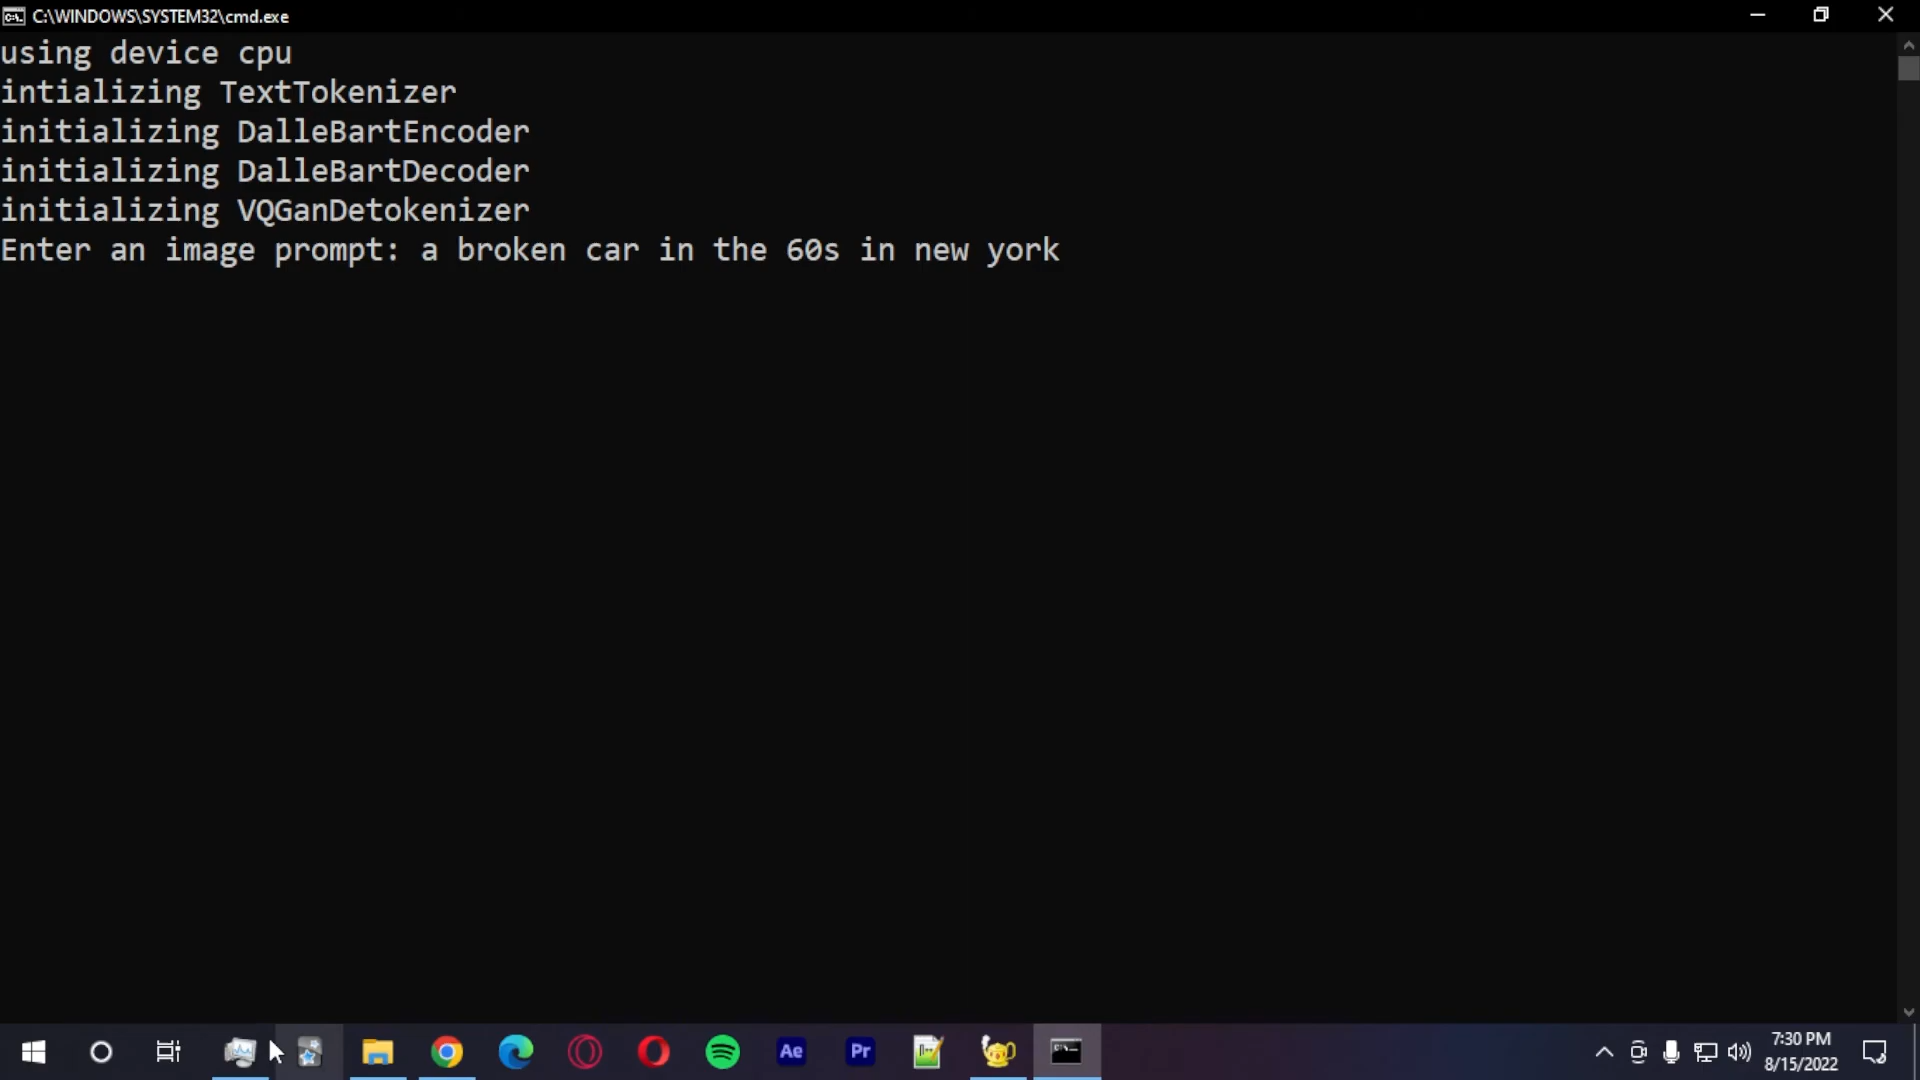 C:\WINDOWS\SYSTEM32\cmd.exe
using device cpu
intializing TextTokenizer
initializing DalleBartEncoder
initializing DalleBartDecoder
initializing VQGanDetokenizer
Enter an image prompt: a broken car in the 60s in new york
Ae
Pr
7:30 PM
8/15/2022